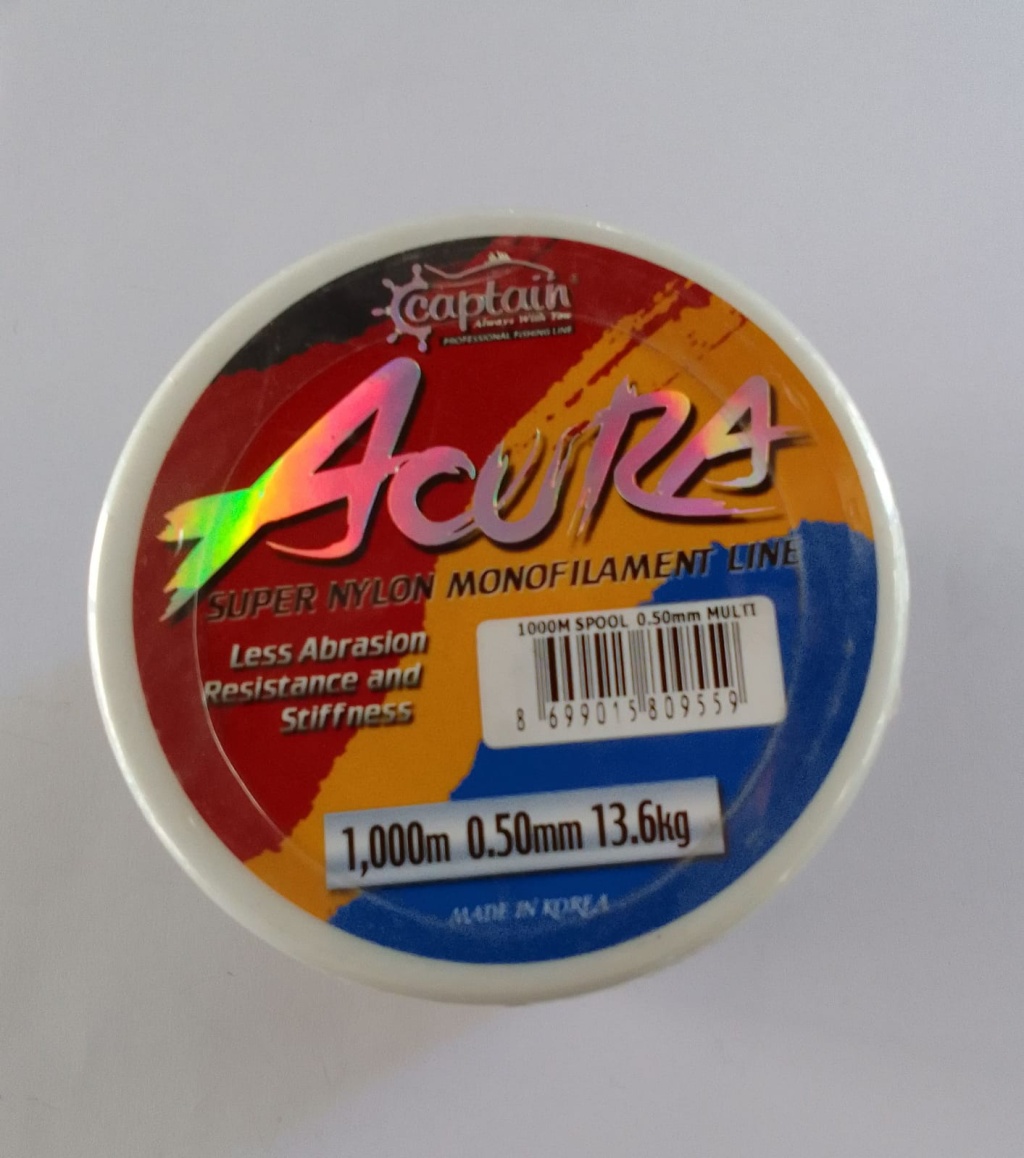 captain
Always With You
PROFESSIONAL FISHING LINE
ACURA
SUPER NYLON MONOFILAMENT LINE
Less Abrasion
Resistance and
Stiffness
1000M SPOOL 0.50mm MULTI
8 699015 809559
1,000m 0.50mm 13.6kg
MADE IN KOREA